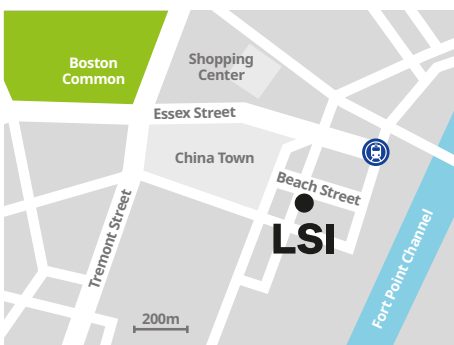 Boston
Common
Shopping
Center
Essex Street
China Town
Beach Street
LSI
Tremont Street
Fort Point Channel
200m